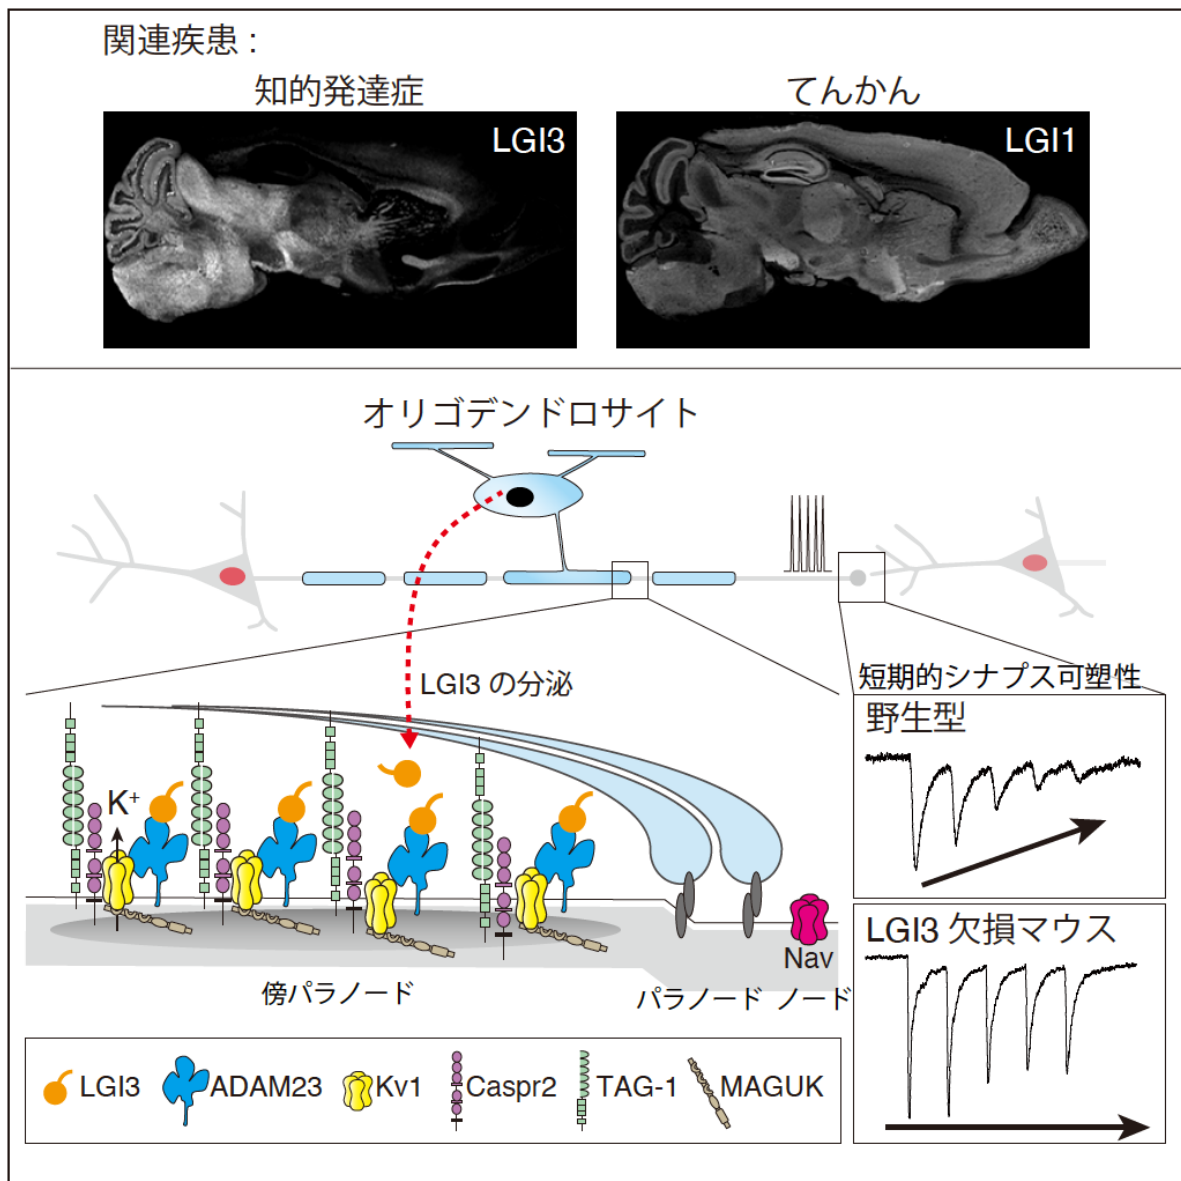 関連疾患 :
知的発達症
てんかん
LGI3
LGI1
オリゴデンドロサイト
LGI3 の分泌
短期的シナプス可塑性
野生型
K+
LGI3 欠損マウス
Nav
傍パラノード
パラノード
ノード
LGI3
ADAM23
Kv1
Caspr2
TAG-1
MAGUK